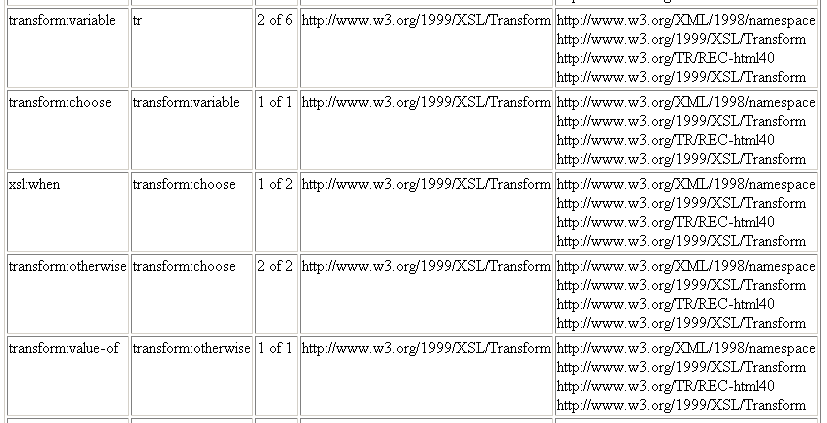 transform:variable tr 2 of 6 http://www.w3.org/1999/XSL/Transform http://www.w3.org/XML/1998/namespace
http://www.w3.org/1999/XSL/Transform
http://www.w3.org/TR/REC-html40
http://www.w3.org/1999/XSL/Transform
transform:choose transform:variable 1 of 1 http://www.w3.org/1999/XSL/Transform http://www.w3.org/XML/1998/namespace
http://www.w3.org/1999/XSL/Transform
http://www.w3.org/TR/REC-html40
http://www.w3.org/1999/XSL/Transform
xsl:when transform:choose 1 of 2 http://www.w3.org/1999/XSL/Transform http://www.w3.org/XML/1998/namespace
http://www.w3.org/1999/XSL/Transform
http://www.w3.org/TR/REC-html40
http://www.w3.org/1999/XSL/Transform
transform:otherwise transform:choose 2 of 2 http://www.w3.org/1999/XSL/Transform http://www.w3.org/XML/1998/namespace
http://www.w3.org/1999/XSL/Transform
http://www.w3.org/TR/REC-html40
http://www.w3.org/1999/XSL/Transform
transform:value-of transform:otherwise 1 of 1 http://www.w3.org/1999/XSL/Transform http://www.w3.org/XML/1998/namespace
http://www.w3.org/1999/XSL/Transform
http://www.w3.org/TR/REC-html40
http://www.w3.org/1999/XSL/Transform